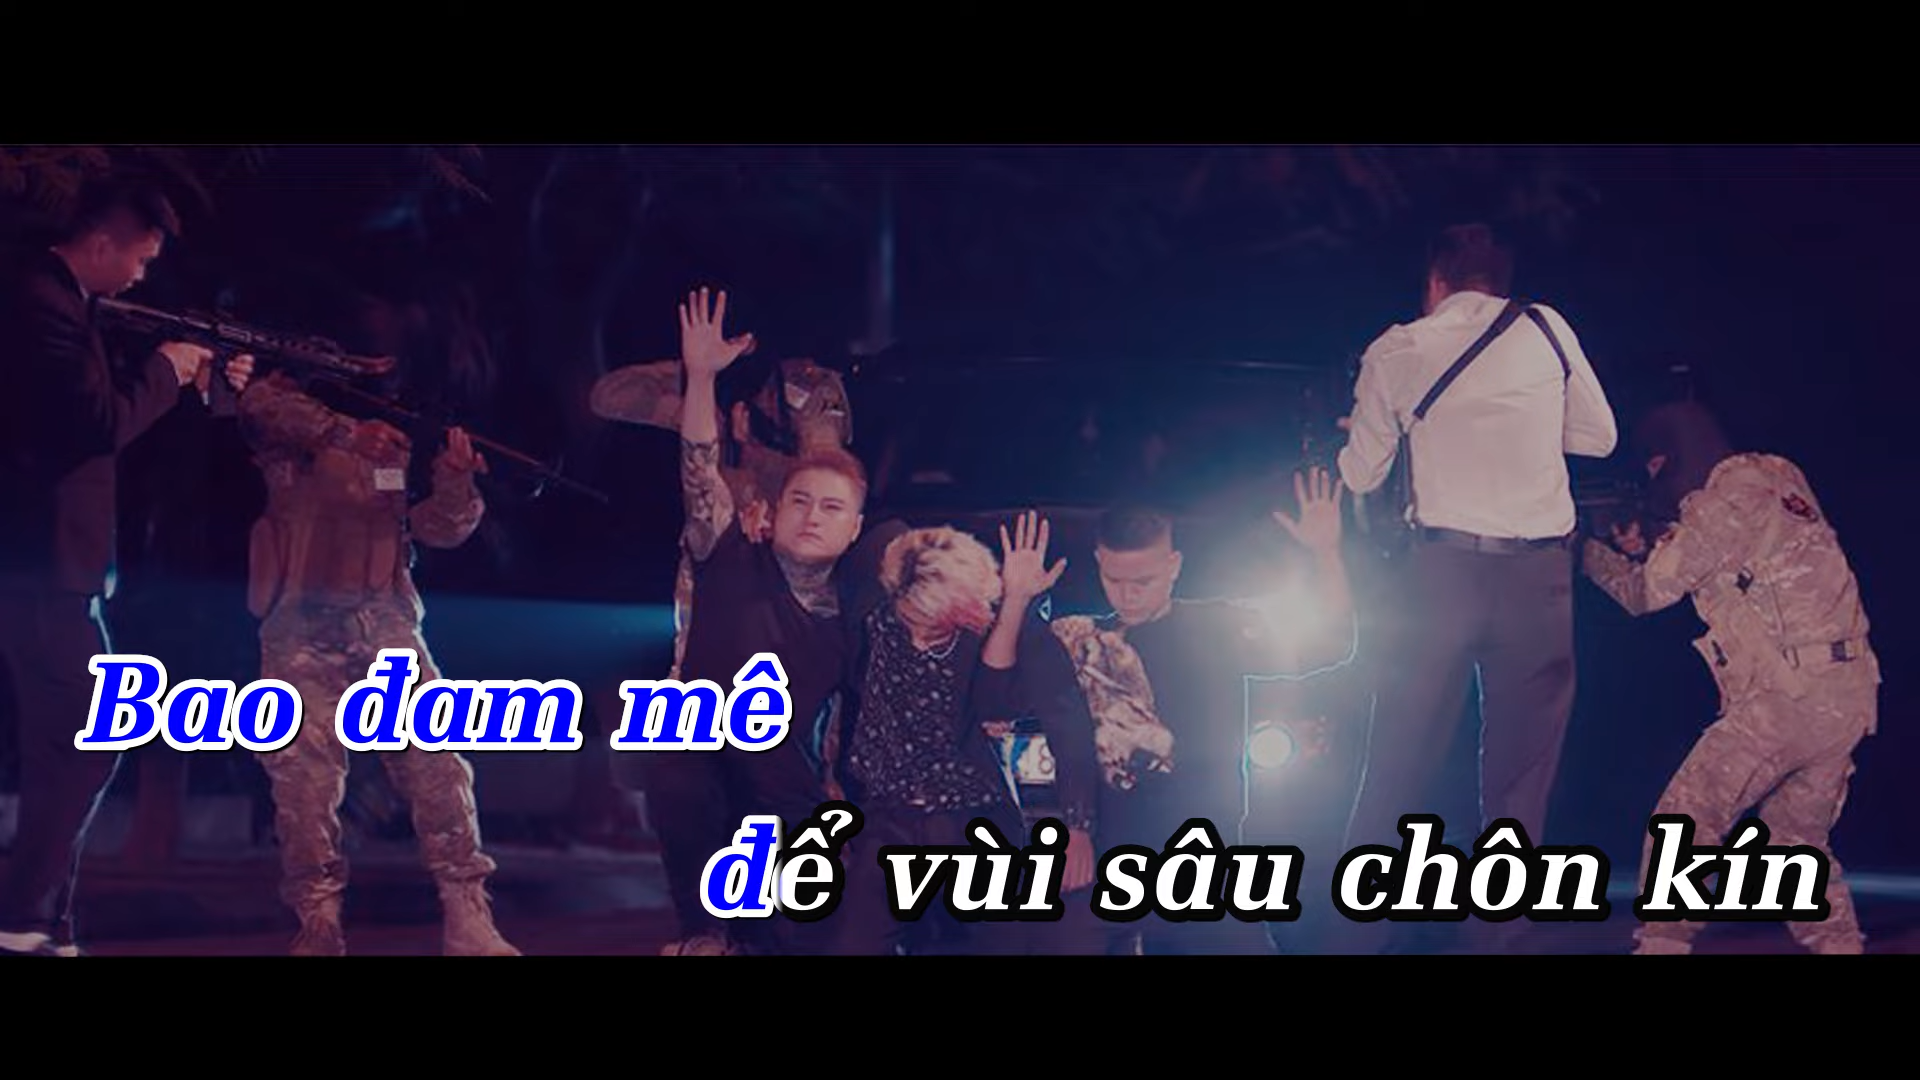 Bao đam mê
để vùi sâu chôn kín